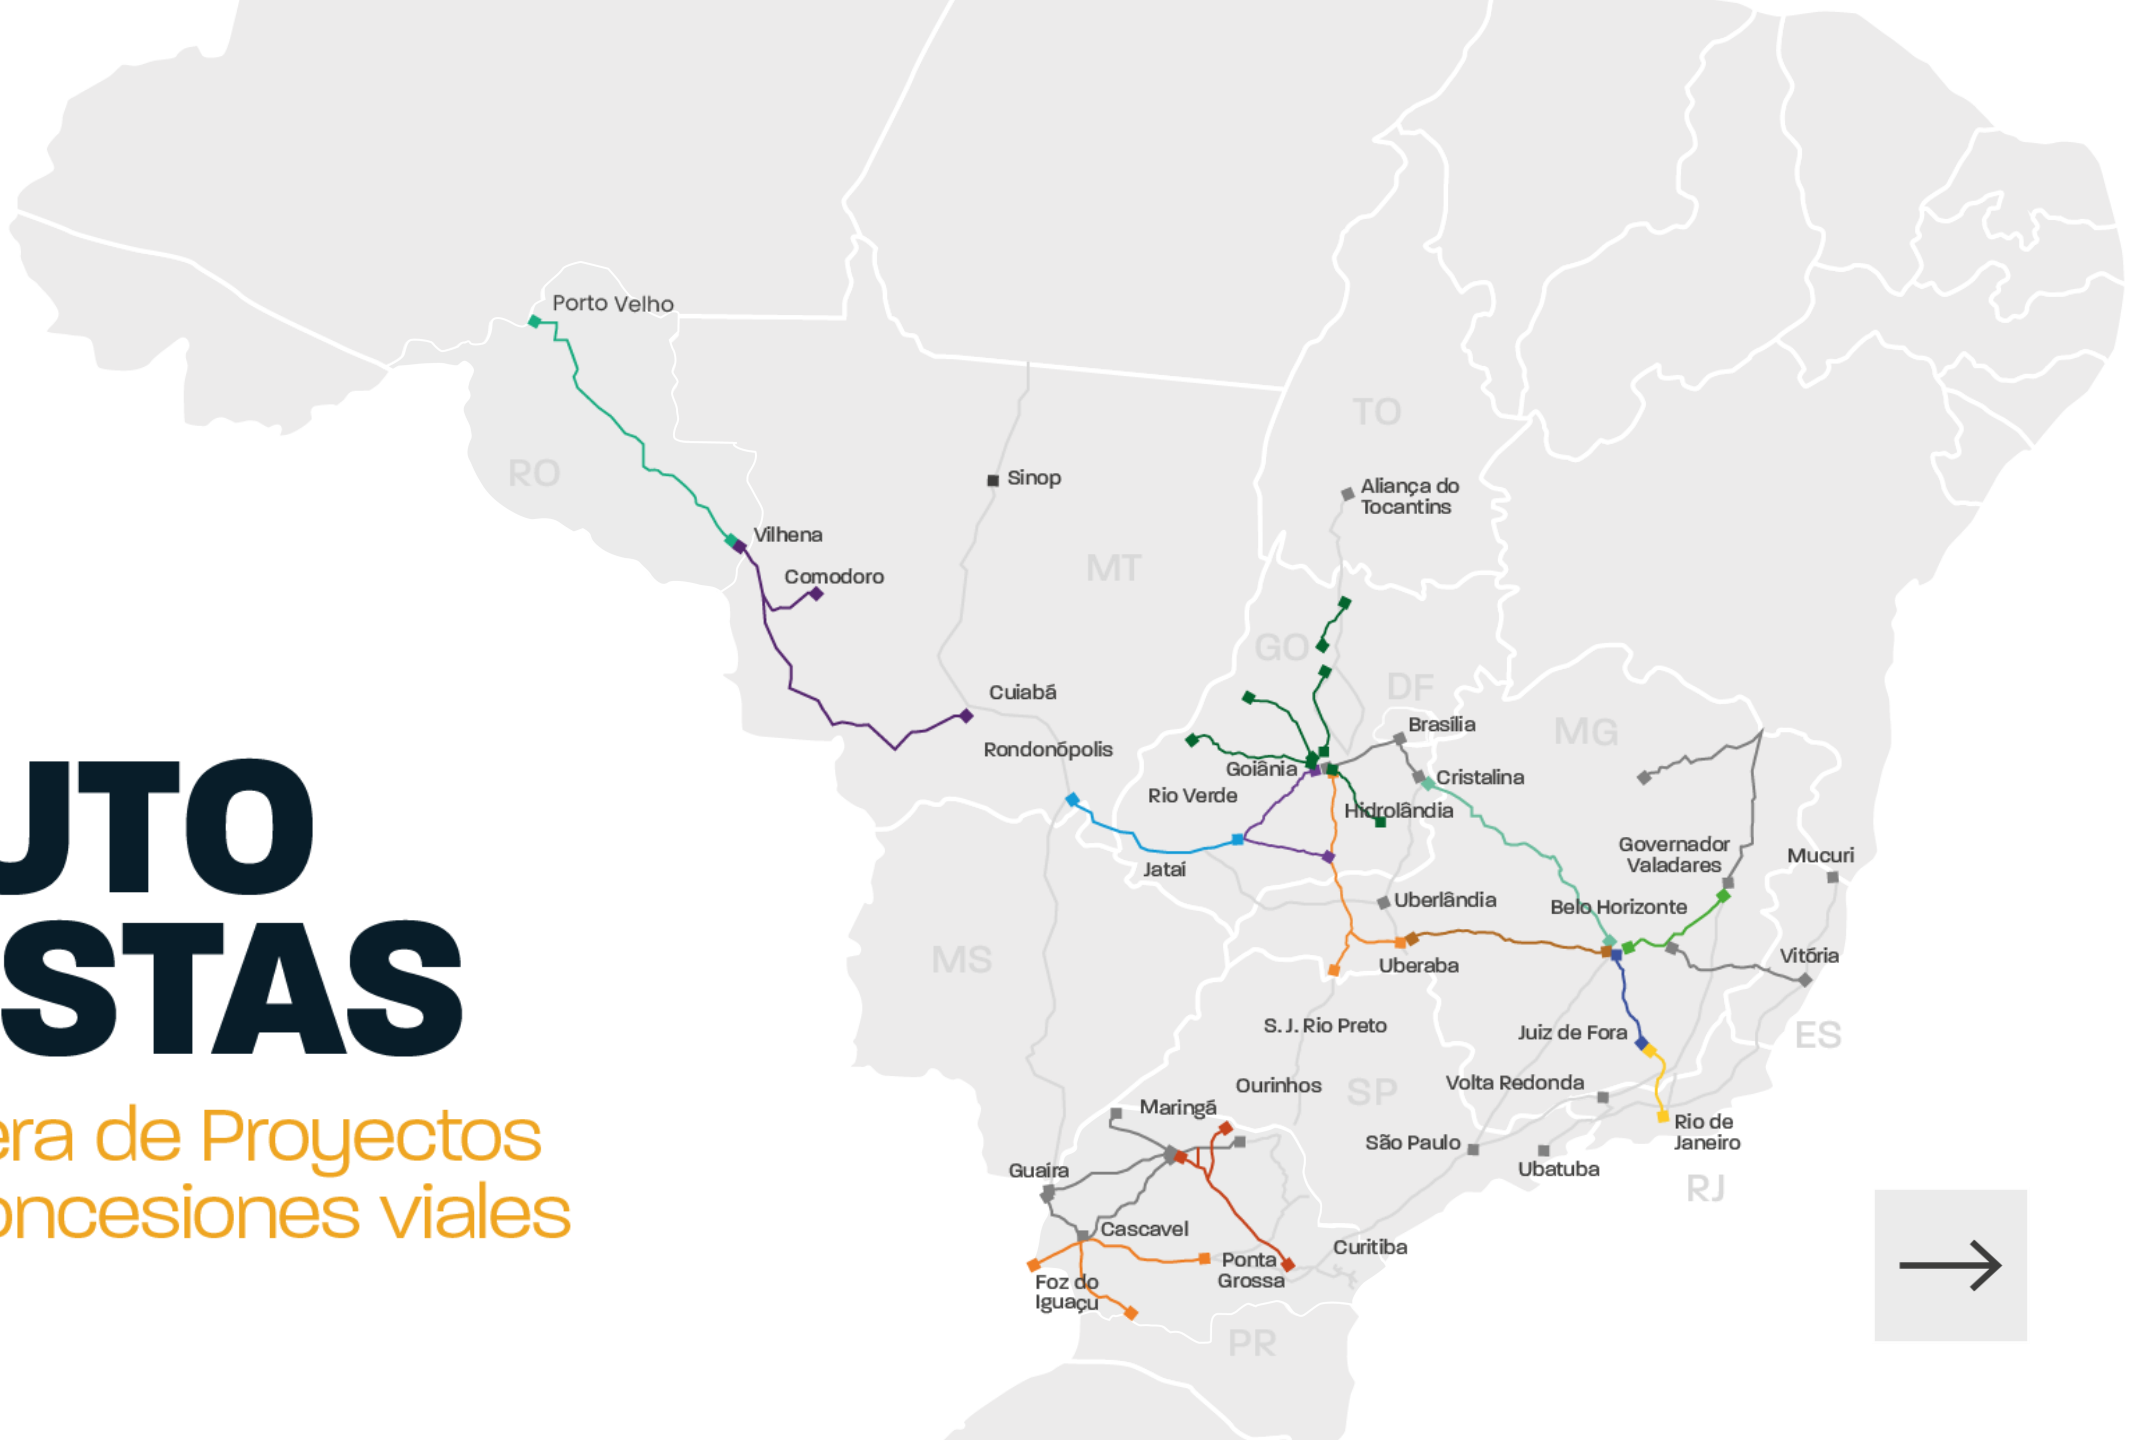 UTO
STAS
era de Proyectos
oncesiones viales
Porto Velho
RO
Vilhena
Comodoro
Sinop
MT
TO
Aliança do
Tocantins
Cuiabá
Rondonópolis
GO
DF
Brasília
MG
Goiânia
Cristalina
Rio Verde
Hidrolândia
Jataí
Governador
Valadares
Mucuri
Uberlândia
Belo Horizonte
MS
Uberaba
Vitória
S. J. Rio Preto
Juiz de Fora
ES
Ourinhos
SP
Volta Redonda
Maringá
Rio de
Janeiro
São Paulo
Ubatuba
Guaíra
RJ
Cascavel
Curitiba
Ponta
Grossa
Foz do
Iguaçu
PR